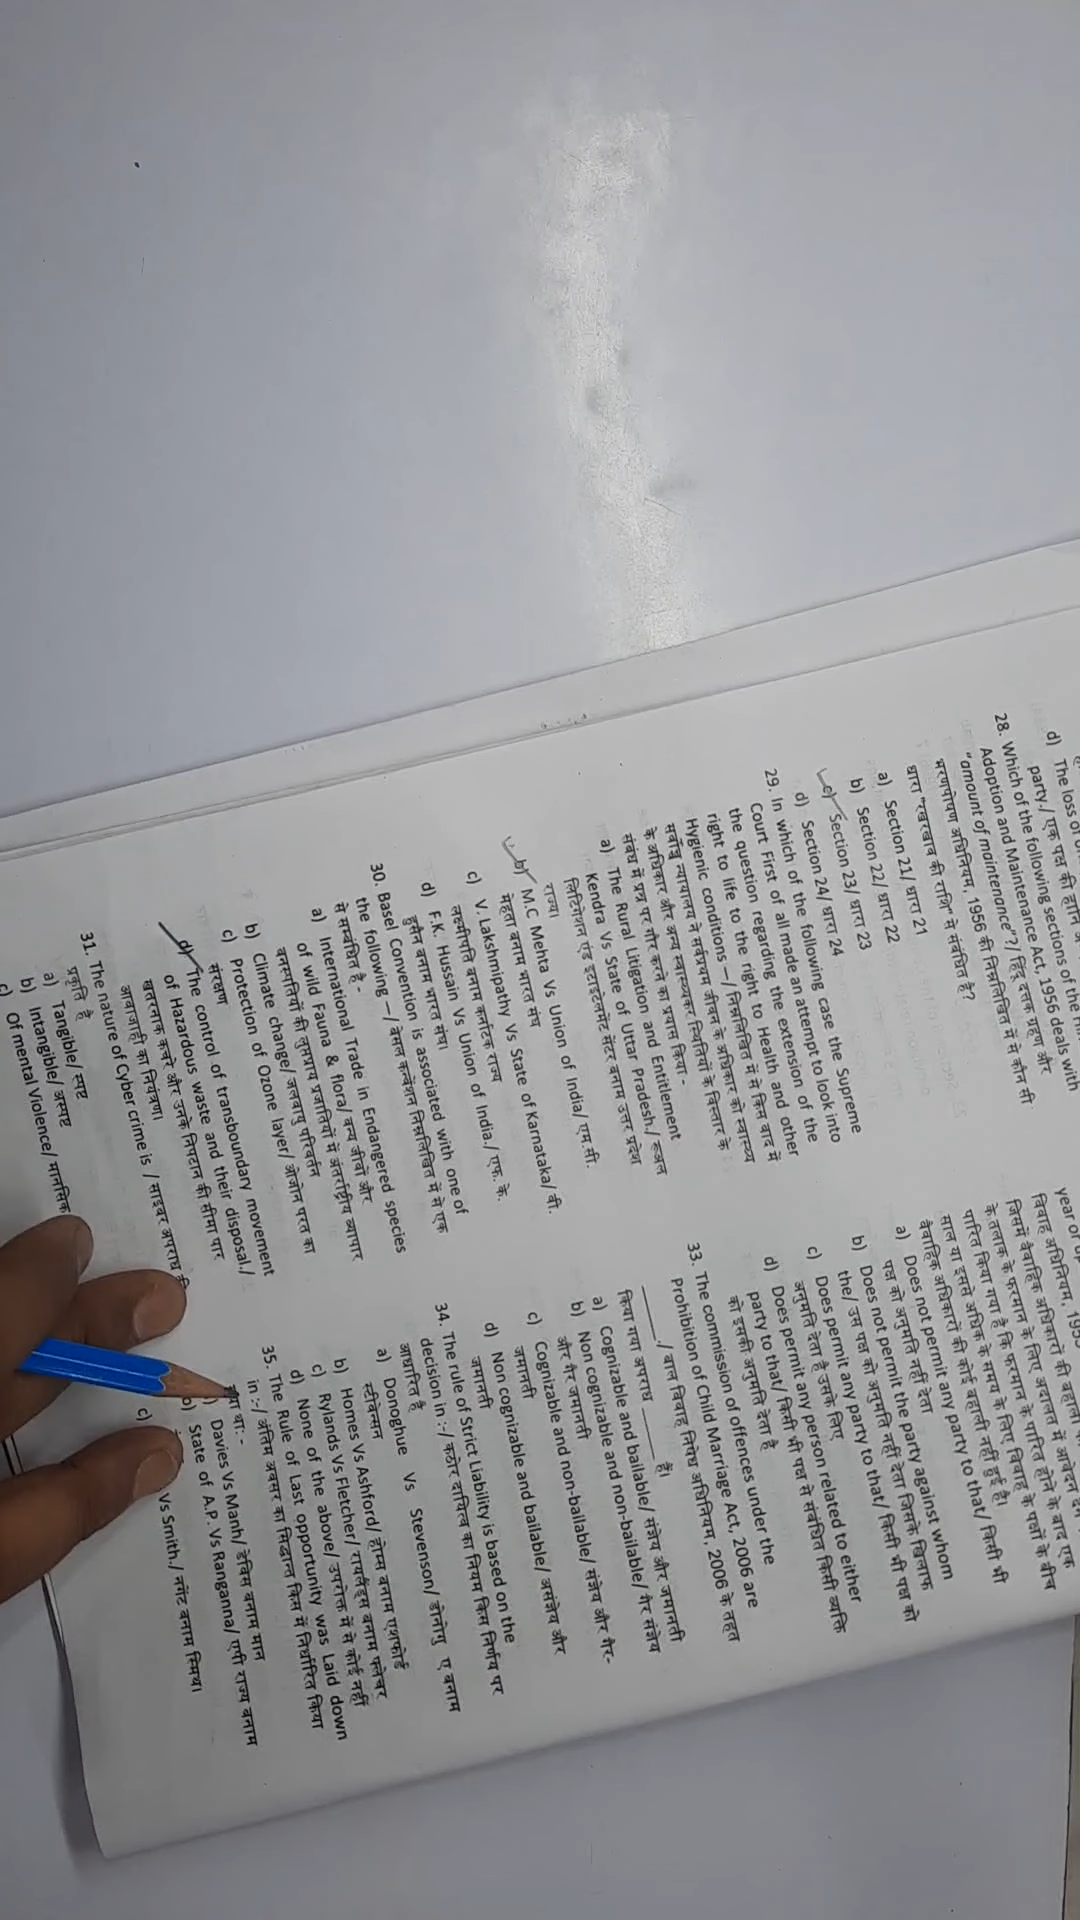 d) The loss of
party./ एक पक्ष की हानि
28. Which of the following sections of the
Adoption and Maintenance Act, 1956 deals with
"amount of maintenance"?/ हिंदू दत्तक ग्रहण और
भरणपोषण अधिनियम, 1956 की निम्नलिखित में से कौन सी
धारा "रखरखाव की राशि" से संबंधित है?
a) Section 21/ धारा 21
b) Section 22/ धारा 22
c) Section 23/ धारा 23
d) Section 24/ धारा 24
29. In which of the following case the Supreme
Court First of all made an attempt to look into
the question regarding the extension of the
right to life to the right to Health and other
Hygienic conditions – / निम्नलिखित में से किस वाद में
सर्वोच्च न्यायालय ने सर्वप्रथम जीवन के अधिकार को स्वास्थ्य
के अधिकार और अन्य स्वास्थ्यकर स्थितियों के विस्तार के
संबंध में प्रश्न पर गौर करने का प्रयास किया -
a) The Rural Litigation and Entitlement
Kendra Vs State of Uttar Pradesh./ रूरल
लिटिगेशन एंड इंटाइटेलमेंट सेंटर बनाम उत्तर प्रदेश
राज्य।
b) M.C Mehta Vs Union of India/ एम.सी.
मेहता बनाम भारत संघ
c) V. Lakshmipathy Vs State of Karnataka/ वी.
लक्ष्मीपति बनाम कर्नाटक राज्य
d) F.K. Hussain Vs Union of India./ एफ. के.
हुसैन बनाम भारत संघ।
30. Basel Convention is associated with one of
the following – / बेसल कन्वेंशन निम्नलिखित में से एक
से सम्बंधित है -
a) International Trade in Endangered species
of wild Fauna & flora/ वन्य जीवों और
वनस्पतियों की लुप्तप्राय प्रजातियों में अंतर्राष्ट्रीय व्यापार
b) Climate change/ जलवायु परिवर्तन
c) Protection of Ozone layer/ ओजोन परत का
संरक्षण
d) The control of transboundary movement
of Hazardous waste and their disposal./
खतरनाक कचरे और उनके निपटान की सीमा पार
आवाजाही का नियंत्रण।
31. The nature of Cyber crime is / साइबर अपराध की
प्रकृति है
a) Tangible/ स्पष्ट
b) Intangible/ अस्पष्ट
c) Of mental Violence/ मानसिक
year of
विवाह अधिनियम,
जिसमें वैवाहिक अधिकारों की बहाली
के तलाक के फरमान के लिए अदालत में आवेदन
पारित किया गया है कि फरमान के पारित होने के बाद एक
साल या इससे अधिक के समय के लिए विवाह के पक्षों के बीच
वैवाहिक अधिकारों की कोई बहाली नहीं हुई है।
a) Does not permit any party to that/ किसी भी
पक्ष को अनुमति नहीं देता
b) Does not permit the party against whom
the/ उस पक्ष को अनुमति नहीं देता जिसके खिलाफ
c) Does permit any party to that/ किसी भी पक्ष को
अनुमति देता है उसके लिए
d) Does permit any person related to either
party to that/ किसी भी पक्ष से संबंधित किसी व्यक्ति
को इसकी अनुमति देता है
33. The commission of offences under the
Prohibition of Child Marriage Act, 2006 are
______./ बाल विवाह निषेध अधिनियम, 2006 के तहत
किया गया अपराध ______ है।
a) Cognizable and bailable/ संज्ञेय और जमानती
b) Non cognizable and non-bailable/ गैर संज्ञेय
और गैर जमानती
c) Cognizable and non-bailable/ संज्ञेय और गैर-
जमानती
d) Non cognizable and bailable/ असंज्ञेय और
जमानती
34. The rule of Strict Liability is based on the
decision in :-/ कठोर दायित्व का नियम किस निर्णय पर
आधारित है
a) Donoghue Vs Stevenson/ डोनोगु ए बनाम
स्टीवेन्सन
b) Homes Vs Ashford/ होम्स बनाम एशफोर्ड
c) Rylands Vs Fletcher/ रायलैंड्स बनाम फ्लेचर
d) None of the above/ उपरोक्त में से कोई नहीं
35. The Rule of Last opportunity was Laid down
in :-/ अंतिम अवसर का सिद्धान्त किस में निर्धारित किया
था: -
Davies Vs Manh/ डेविस बनाम मान
b) State of A.P. Vs Ranganna/ एपी राज्य बनाम
c) Vs Smith./ नॉट बनाम स्मिथ।